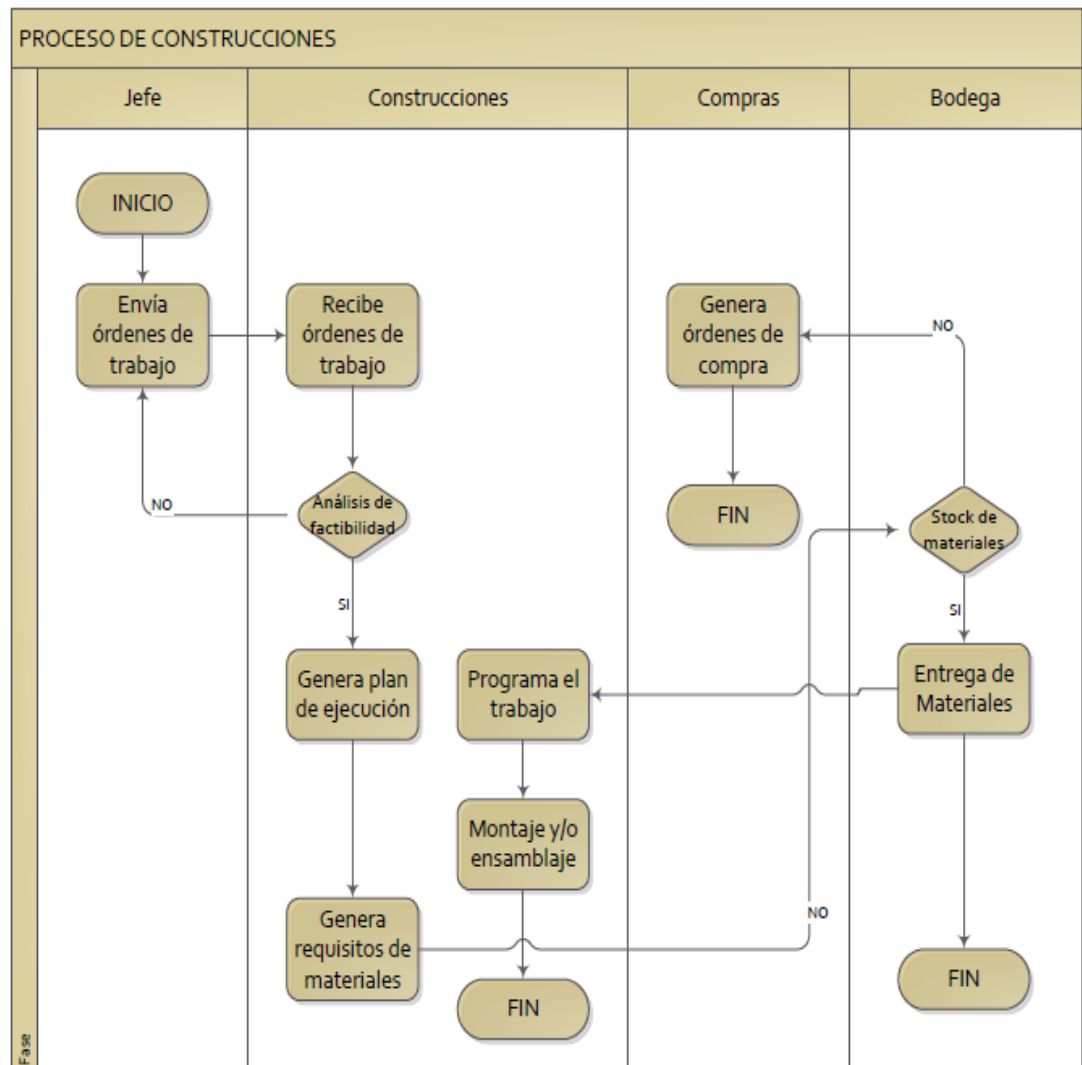 PROCESO DE CONSTRUCCIONES
Jefe
Construcciones
Compras
Bodega
INICIO
Envía
órdenes de
trabajo
Recibe
órdenes de
trabajo
Genera
órdenes de
compra
NO
NO
Análisis de
factibilidad
FIN
Stock de
materiales
SI
SI
Genera plan
de ejecución
Programa el
trabajo
Entrega de
Materiales
Montaje y/o
ensamblaje
NO
Genera
requisitos de
materiales
FIN
FIN
Fase